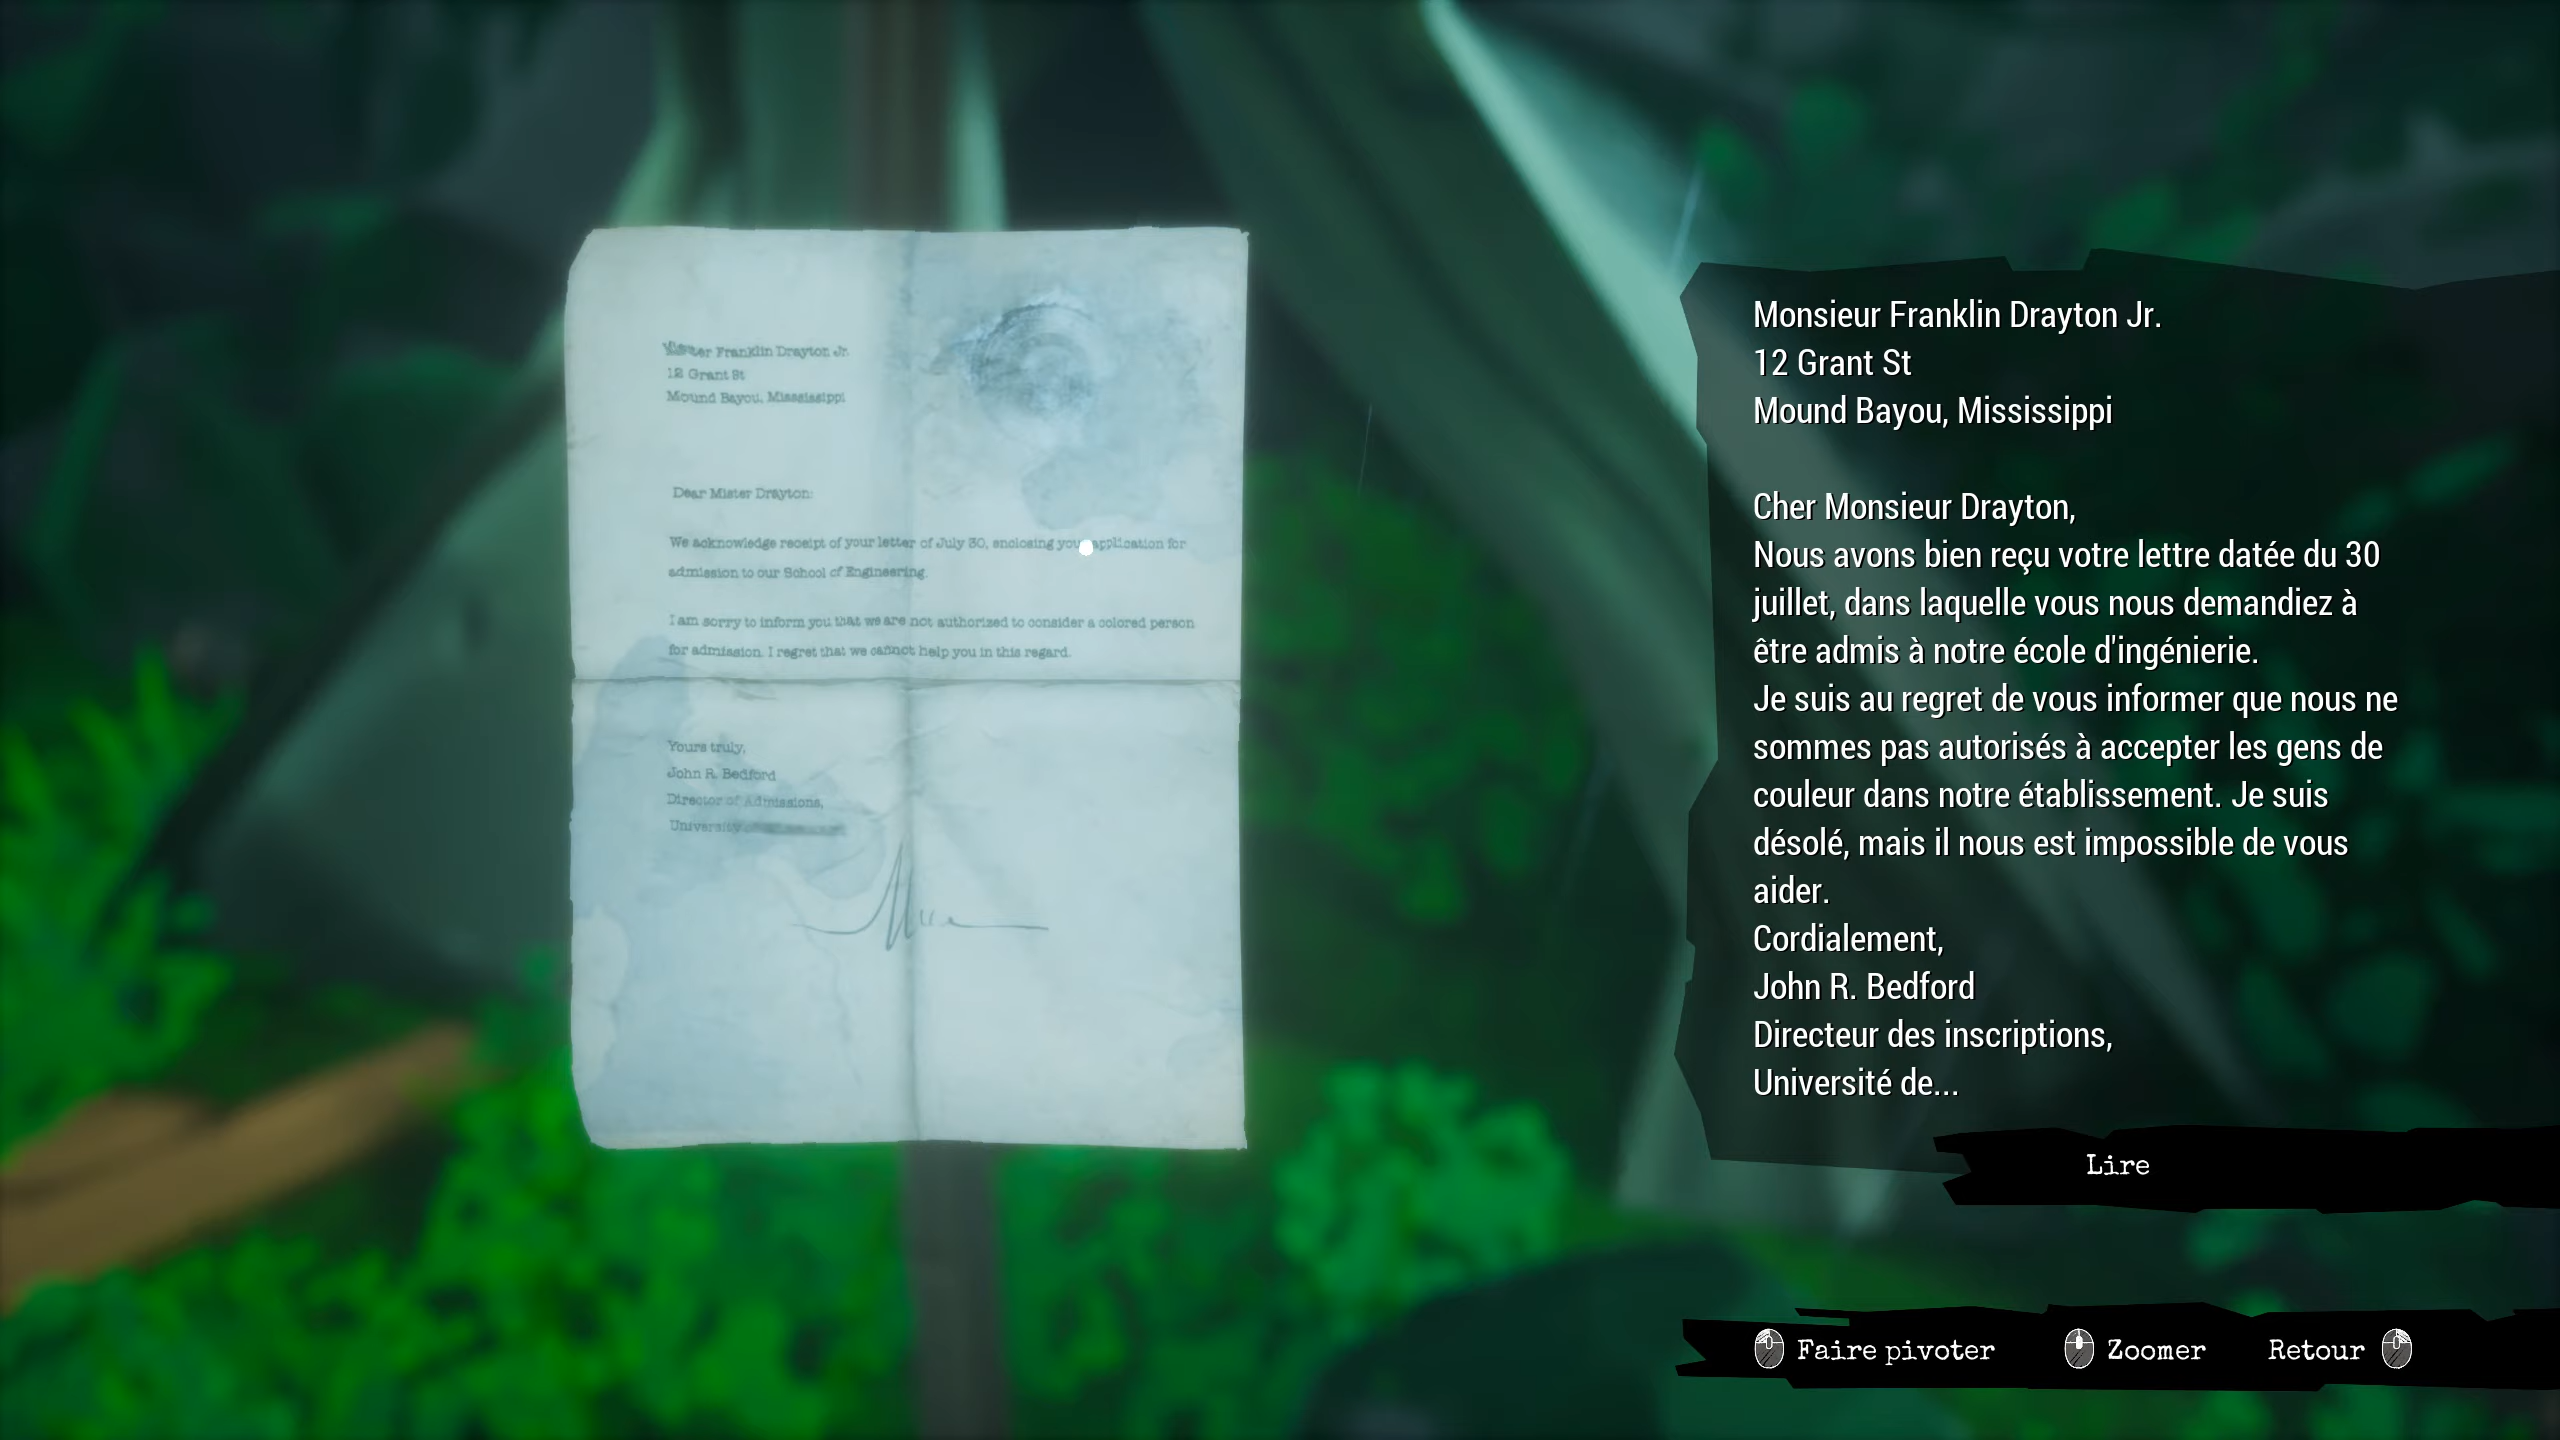 Mister Franklin Drayton Jr.
12 Grant St
Mound Bayou, Mississippi
Dear Mister Drayton:
We acknowledge receipt of your letter of July 30, enclosing your application for
admission to our School of Engineering.
I am sorry to inform you that we are not authorized to consider a colored person
for admission. I regret that we cannot help you in this regard.
Yours truly,
John R. Bedford
Director of Admissions,
University
Monsieur Franklin Drayton Jr.
12 Grant St
Mound Bayou, Mississippi
Cher Monsieur Drayton,
Nous avons bien reçu votre lettre datée du 30
juillet, dans laquelle vous nous demandiez à
être admis à notre école d'ingénierie.
Je suis au regret de vous informer que nous ne
sommes pas autorisés à accepter les gens de
couleur dans notre établissement. Je suis
désolé, mais il nous est impossible de vous
aider.
Cordialement,
John R. Bedford
Directeur des inscriptions,
Université de...
Lire
Faire pivoter
Zoomer
Retour